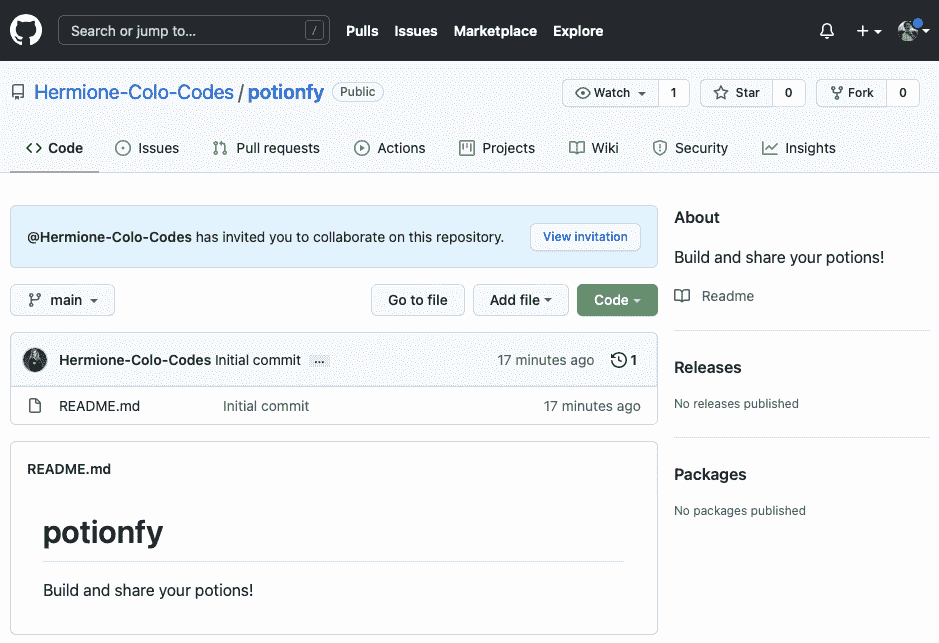 Search or jump to… /
Pulls Issues Marketplace Explore
Hermione-Colo-Codes / potionfy Public
Watch 1 Star 0 Fork 0
Code Issues Pull requests Actions Projects Wiki Security Insights
@Hermione-Colo-Codes has invited you to collaborate on this repository. View invitation
main Go to file Add file Code
Hermione-Colo-Codes Initial commit ... 17 minutes ago 1
README.md Initial commit 17 minutes ago
README.md
potionfy
Build and share your potions!
About
Build and share your potions!
Readme
Releases
No releases published
Packages
No packages published